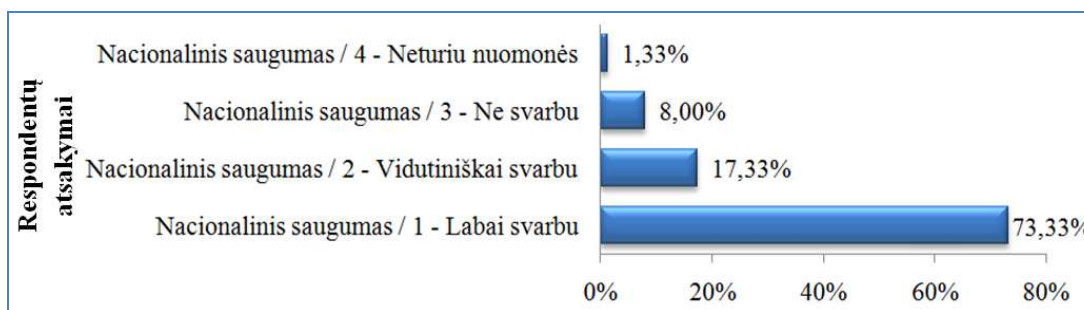 Respondentų
atsakymai
Nacionalinis saugumas / 4 - Neturiu nuomonės
1,33%
Nacionalinis saugumas / 3 - Ne svarbu
8,00%
Nacionalinis saugumas / 2 - Vidutiniškai svarbu
17,33%
Nacionalinis saugumas / 1 - Labai svarbu
73,33%
0% 20% 40% 60% 80%